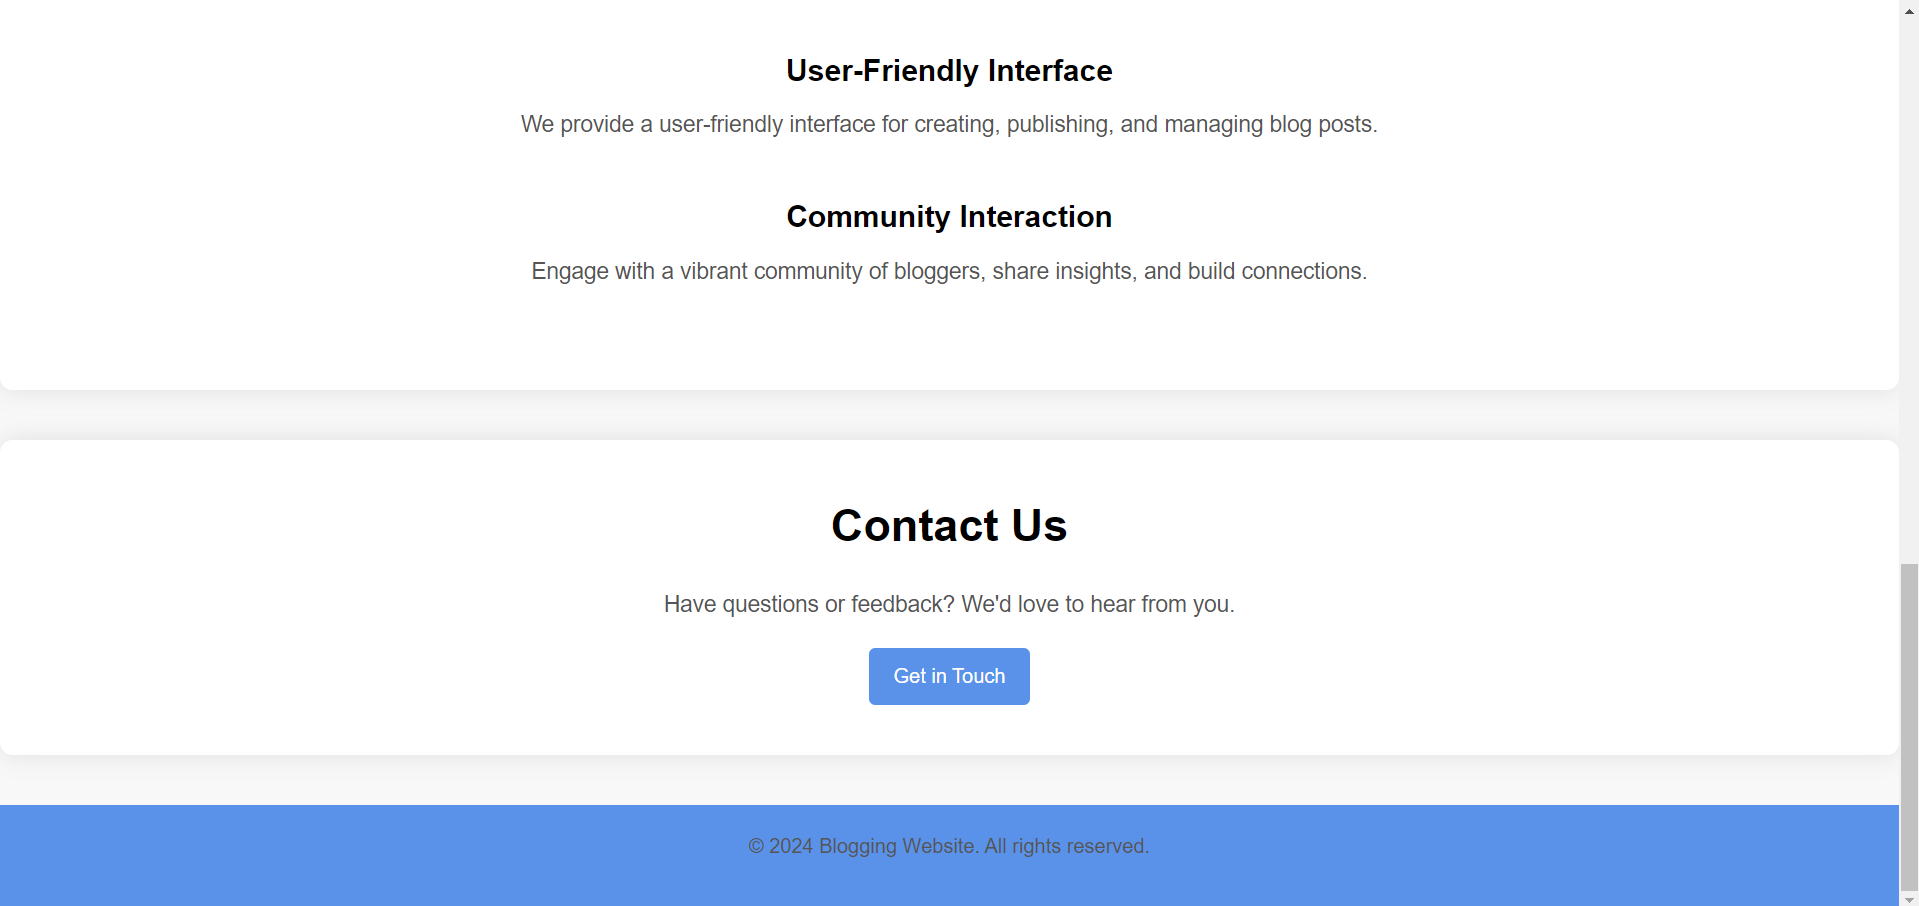 User-Friendly Interface
We provide a user-friendly interface for creating, publishing, and managing blog posts.
Community Interaction
Engage with a vibrant community of bloggers, share insights, and build connections.
Contact Us
Have questions or feedback? We'd love to hear from you.
Get in Touch
© 2024 Blogging Website. All rights reserved.